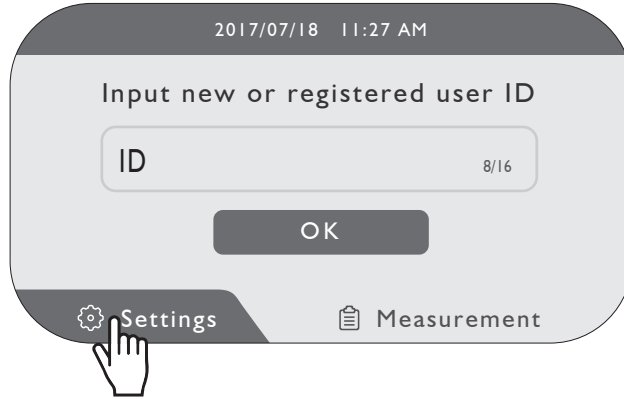 2017/07/18 11:27 AM
Input new or registered user ID
ID 8/16
OK
Settings Measurement